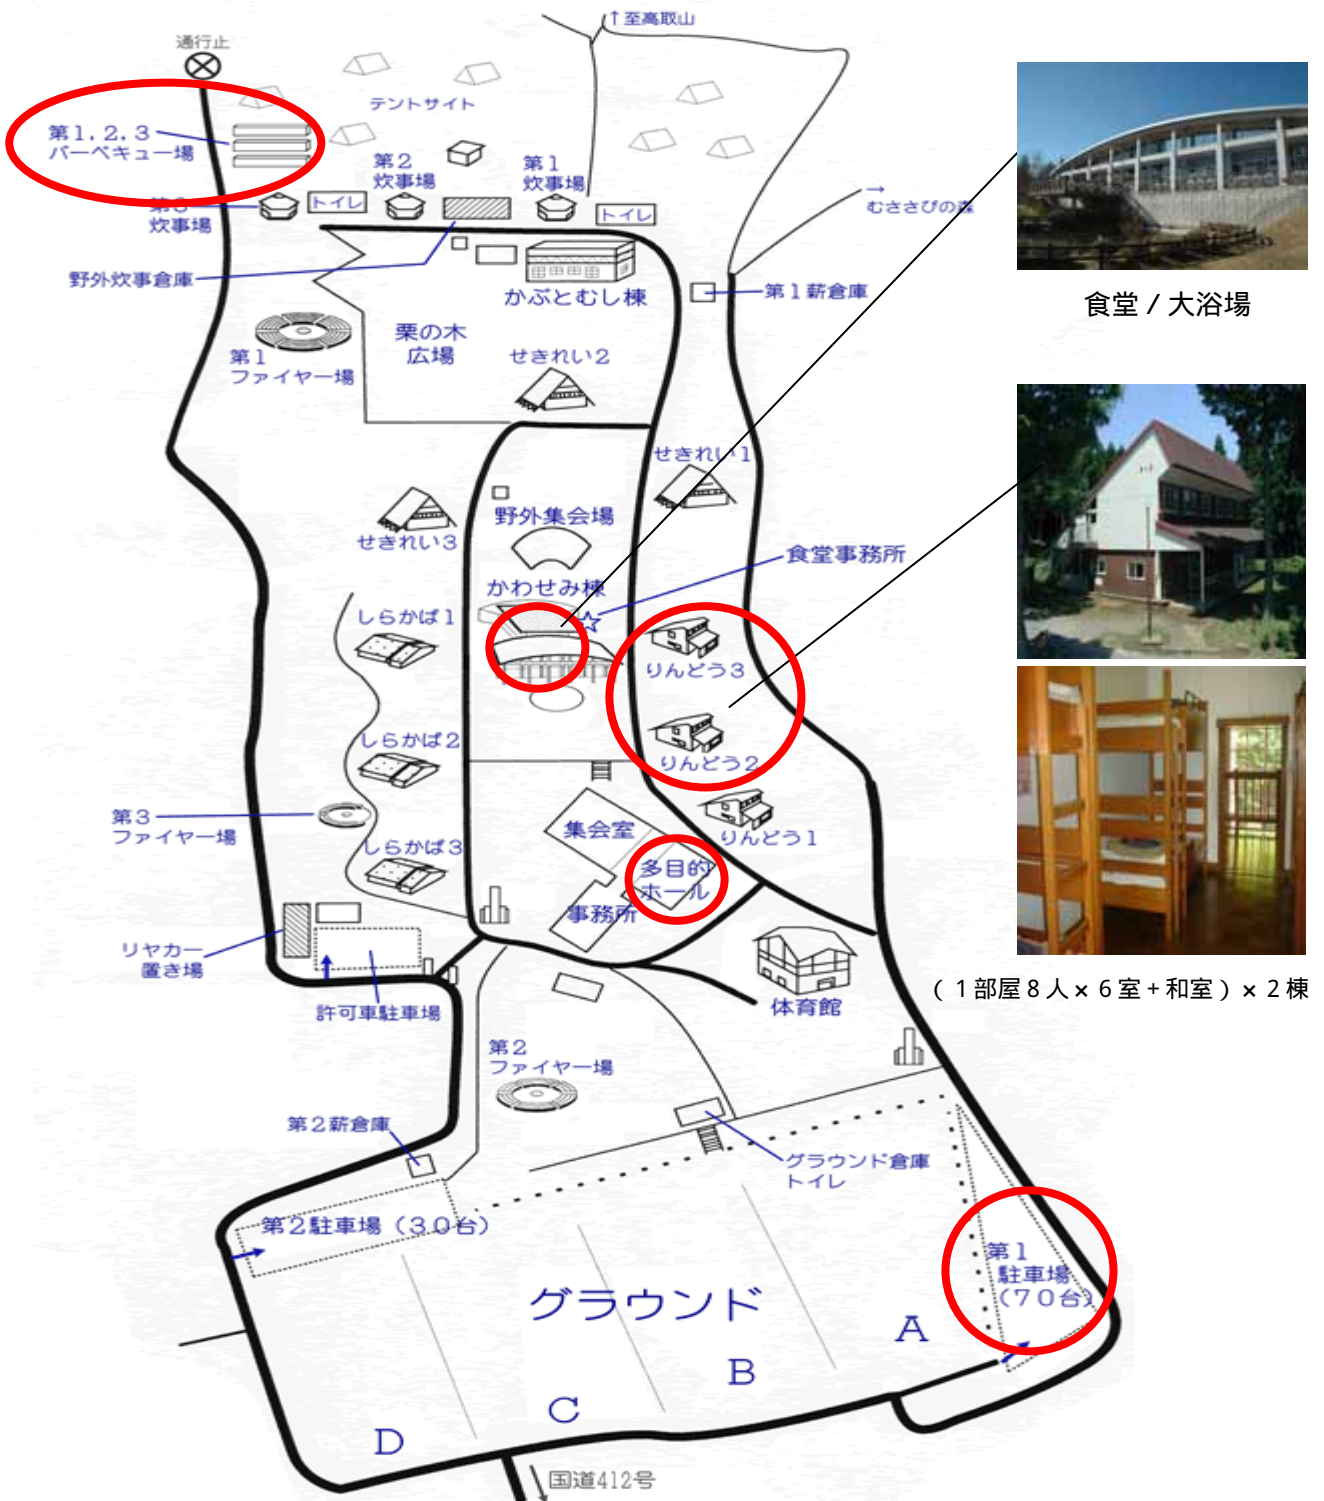 ↑至高取山
通行止
テントサイト
第1.2.3
バーベキュー場
第2
炊事場
第1
炊事場
トイレ
トイレ
第3
炊事場
→
むささびの森
野外炊事倉庫
かぶとむし棟
第1薪倉庫
食堂 / 大浴場
栗の木
広場
第1
ファイヤー場
せきれい2
せきれい1
野外集会場
せきれい3
食堂事務所
かわせみ棟
しらかば1
りんどう3
しらかば2
りんどう2
第3
ファイヤー場
集会室
りんどう1
しらかば3
多目的
ホール
事務所
リヤカー
置き場
許可車駐車場
体育館
(1部屋8人×6室+和室)×2棟
第2
ファイヤー場
第2薪倉庫
グラウンド倉庫
トイレ
第2駐車場(30台)
第1
駐車場
(70台)
グラウンド
A
B
C
D
国道412号